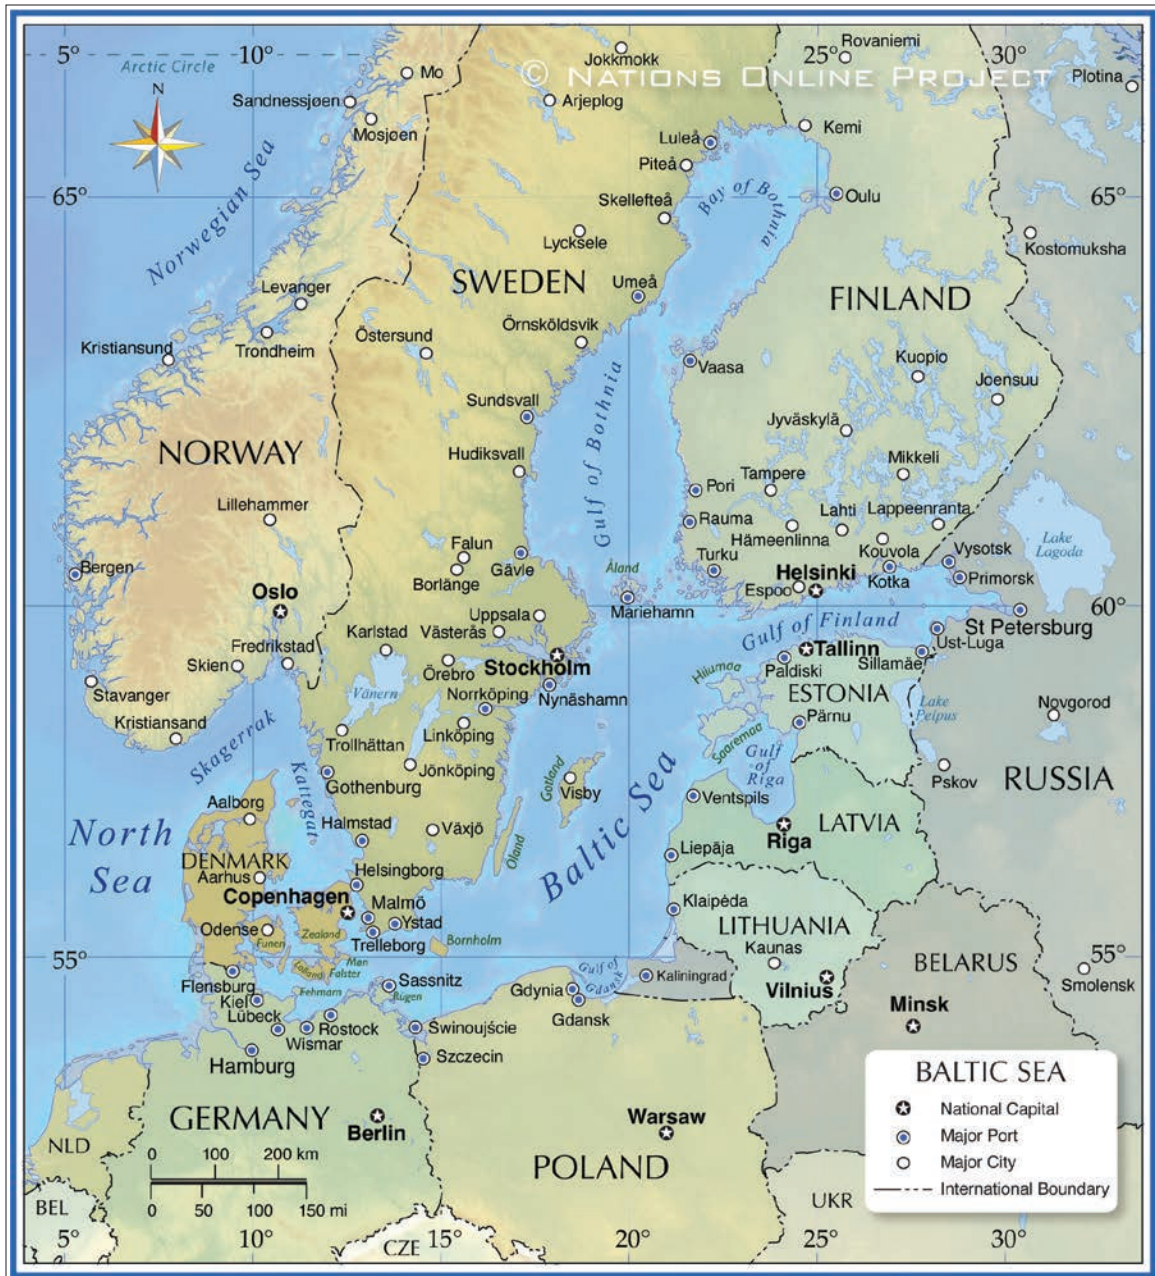 5°
10°
25°
30°
Arctic Circle
© Nations Online Project
Jokkmokk
Rovaniemi
Plotina
Mo
Sandnessjøen
Arjeplog
Mosjøen
N
Kemi
Luleå
Piteå
Norwegian Sea
65°
Bay of Bothnia
Oulu
65°
Skellefteå
Lycksele
Kostomuksha
SWEDEN
Umeå
FINLAND
Levanger
Örnsköldsvik
Kristiansund
Trondheim
Östersund
Vaasa
Kuopio
Joensuu
Sundsvall
Gulf of Bothnia
Jyväskylä
NORWAY
Hudiksvall
Mikkeli
Pori
Tampere
Lillehammer
Rauma
Lahti
Lappeenranta
Hämeenlinna
Falun
Lake
Lagoda
Bergen
Gävle
Turku
Kouvola
Vysotsk
Borlänge
Åland
Helsinki
Kotka
Primorsk
Oslo
Espoo
Mariehamn
60°
Uppsala
Gulf of Finland
St Petersburg
Fredrikstad
Karlstad
Västerås
Tallinn
Ust-Luga
Skien
Stockholm
Paldiski
Sillamäe
Örebro
Hiiumaa
Stavanger
Vänern
Norrköping
Nynäshamn
ESTONIA
Lake
Peipus
Novgorod
Kristiansand
Pärnu
Trollhättan
Linköping
Saaremaa
Skagerrak
Gulf
of
Riga
Jönköping
Gotland
Pskov
RUSSIA
Kattegat
Gothenburg
Visby
Ventspils
Aalborg
Baltic Sea
North
Sea
Halmstad
Växjö
LATVIA
Riga
Öland
DENMARK
Liepāja
Aarhus
Helsingborg
Copenhagen
Malmö
Klaipėda
Ystad
LITHUANIA
Odense
Zealand
Trelleborg
Funen
Bornholm
Kaunas
55°
Møn
55°
Lolland
Falster
Gulf of
Gdańsk
BELARUS
Flensburg
Sassnitz
Kaliningrad
Smolensk
Fehmarn
Rügen
Gdynia
Vilnius
Kiel
Gdansk
Minsk
Lübeck
Rostock
Świnoujście
Wismar
Hamburg
Szczecin
BALTIC SEA
National Capital
Major Port
Major City
International Boundary
GERMANY
Berlin
Warsaw
NLD
0 100 200 km
POLAND
0 50 100 150 mi
BEL
UKR
CZE
5°
10°
15°
20°
25°
30°